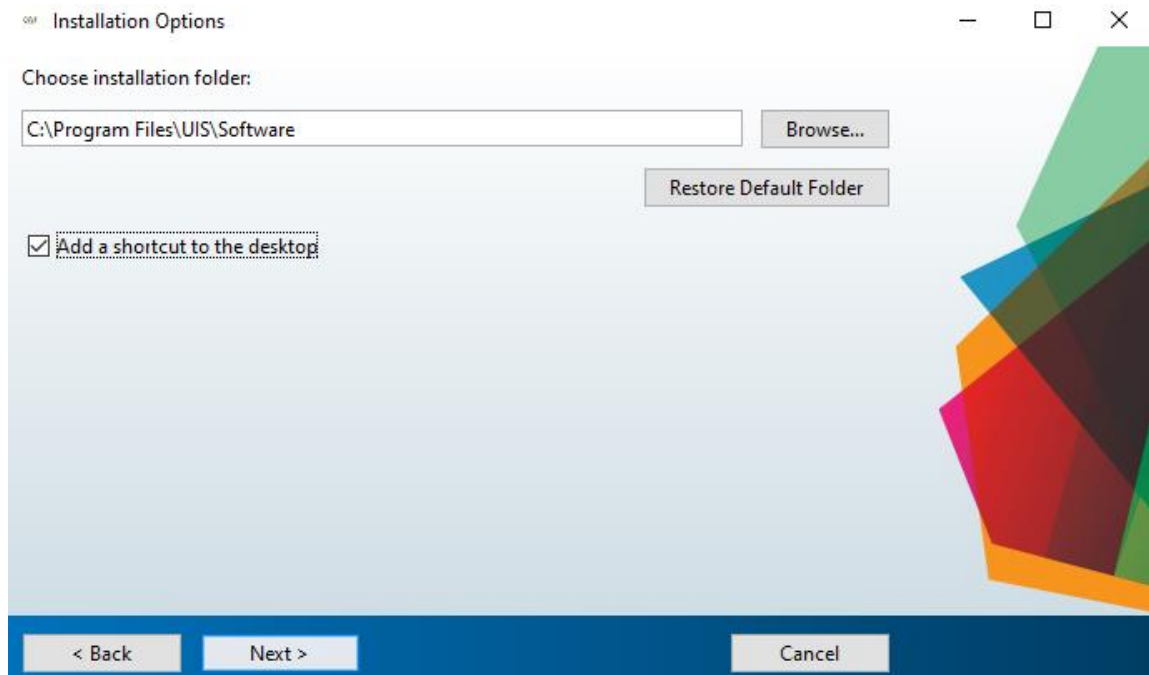 Installation Options
Choose installation folder:
C:\Program Files\UIS\Software
Browse...
Restore Default Folder
Add a shortcut to the desktop
< Back
Next >
Cancel